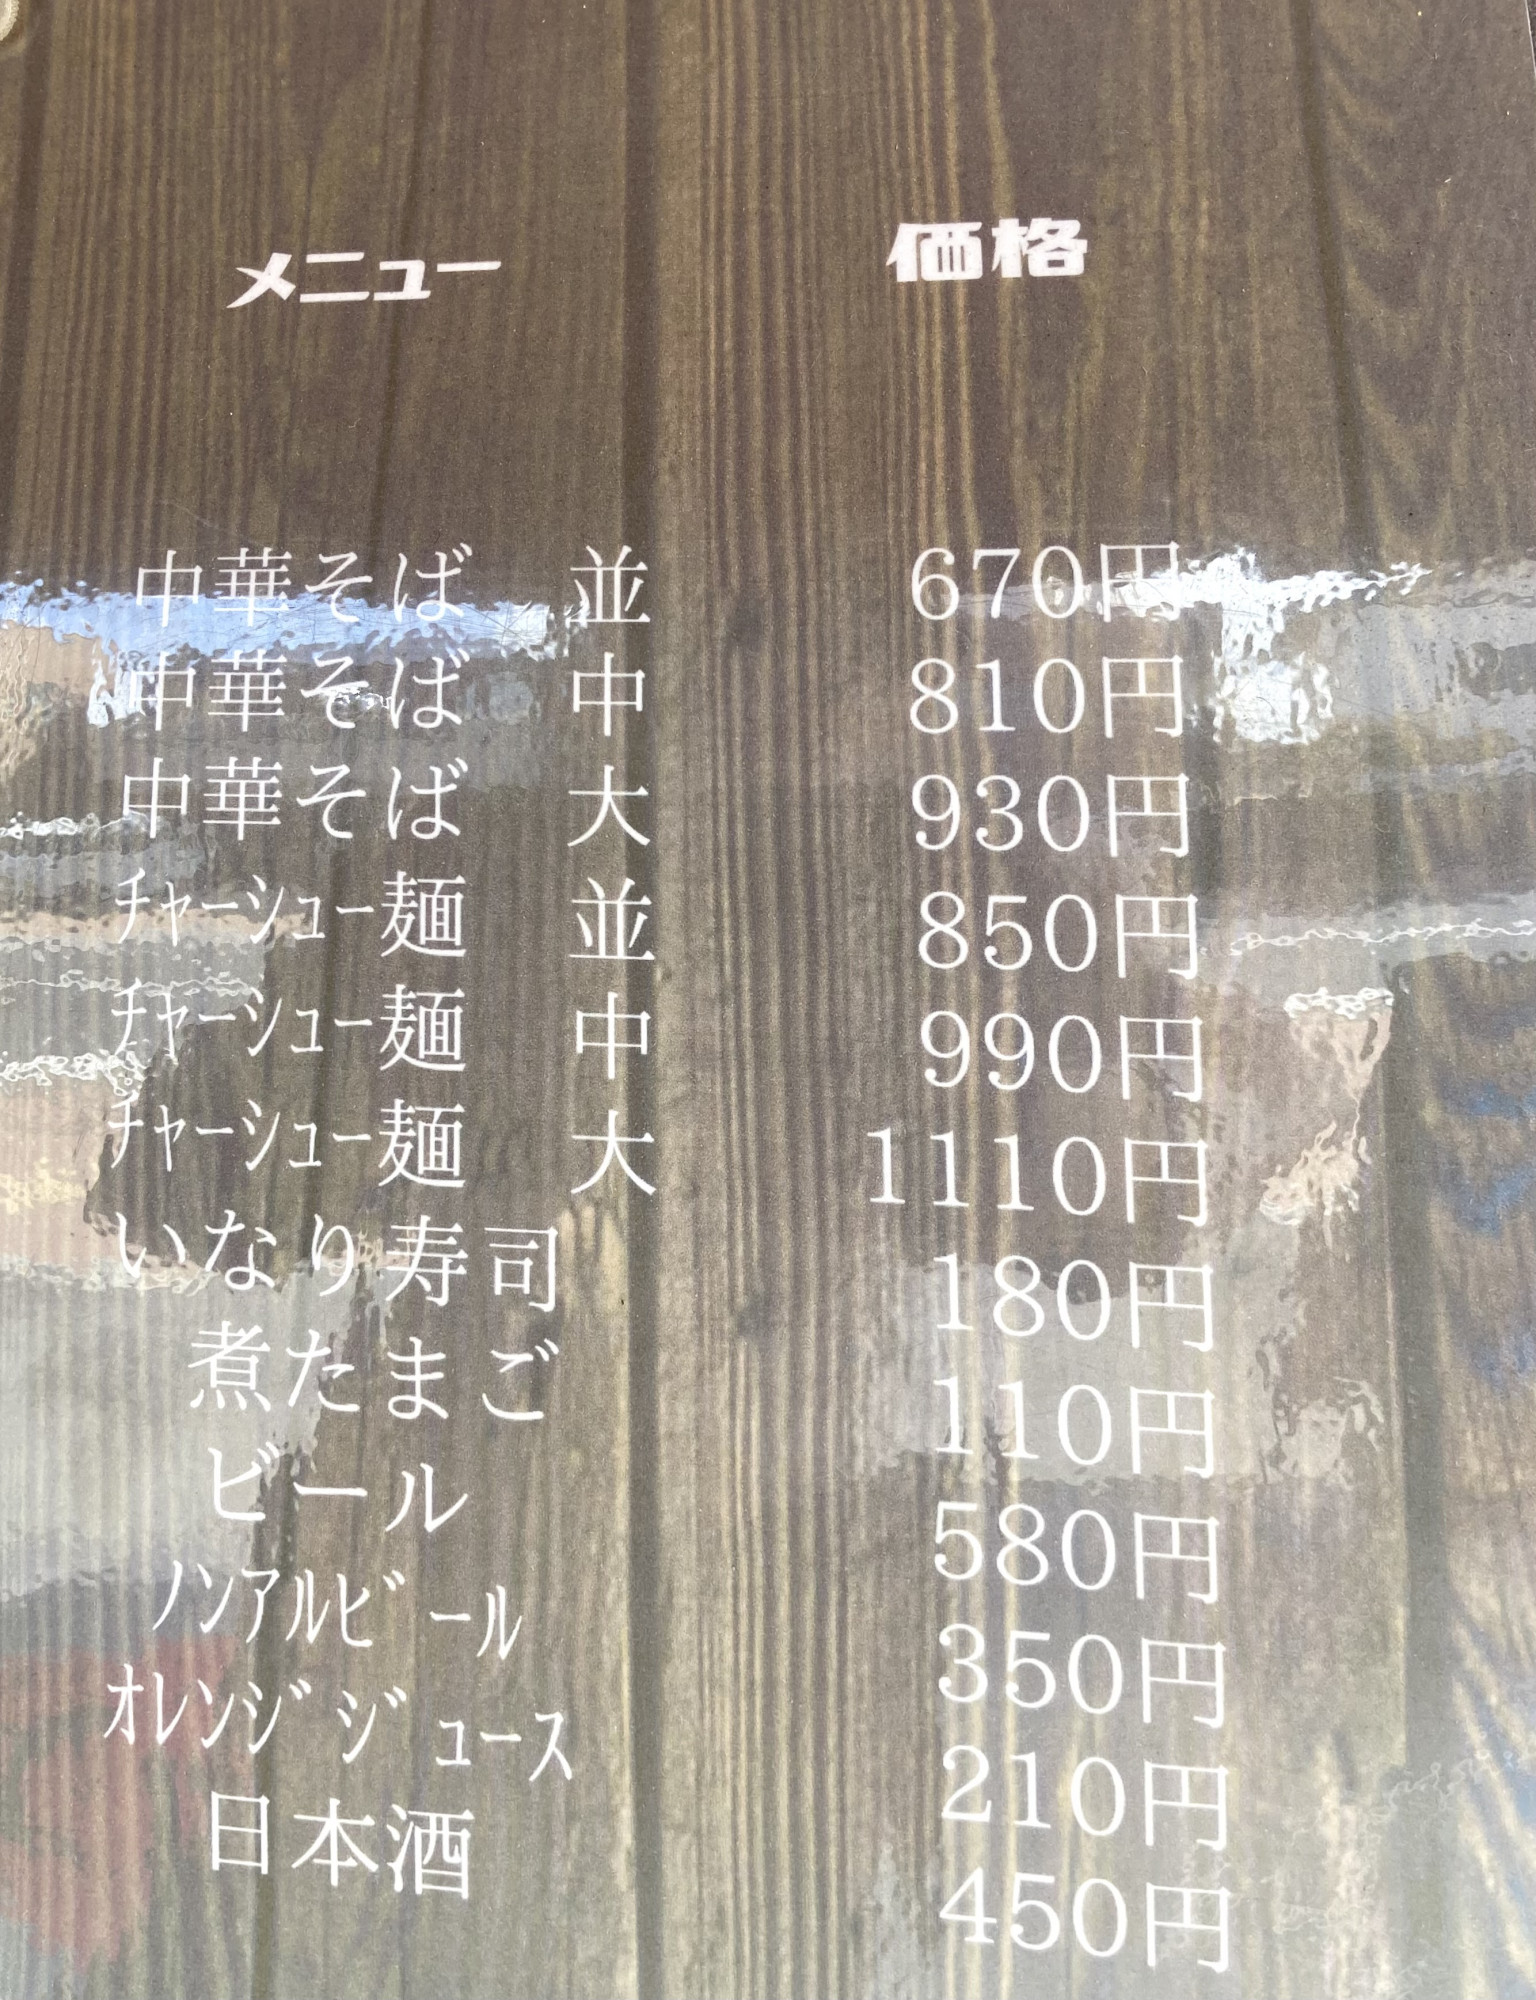 メニュー 価格
中華そば 並 670円
中華そば 中 810円
中華そば 大 930円
チャーシュー麺 並 850円
チャーシュー麺 中 990円
チャーシュー麺 大 1110円
いなり寿司 180円
煮たまご 110円
ビール 580円
ノンアルビール 350円
オレンジジュース 210円
日本酒 450円